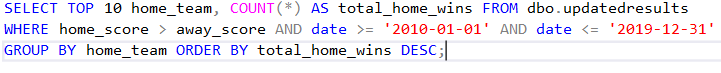 SELECT TOP 10 home_team, COUNT(*) AS total_home_wins FROM dbo.updatedresults
WHERE home_score > away_score AND date >= '2010-01-01' AND date <= '2019-12-31'
GROUP BY home_team ORDER BY total_home_wins DESC;